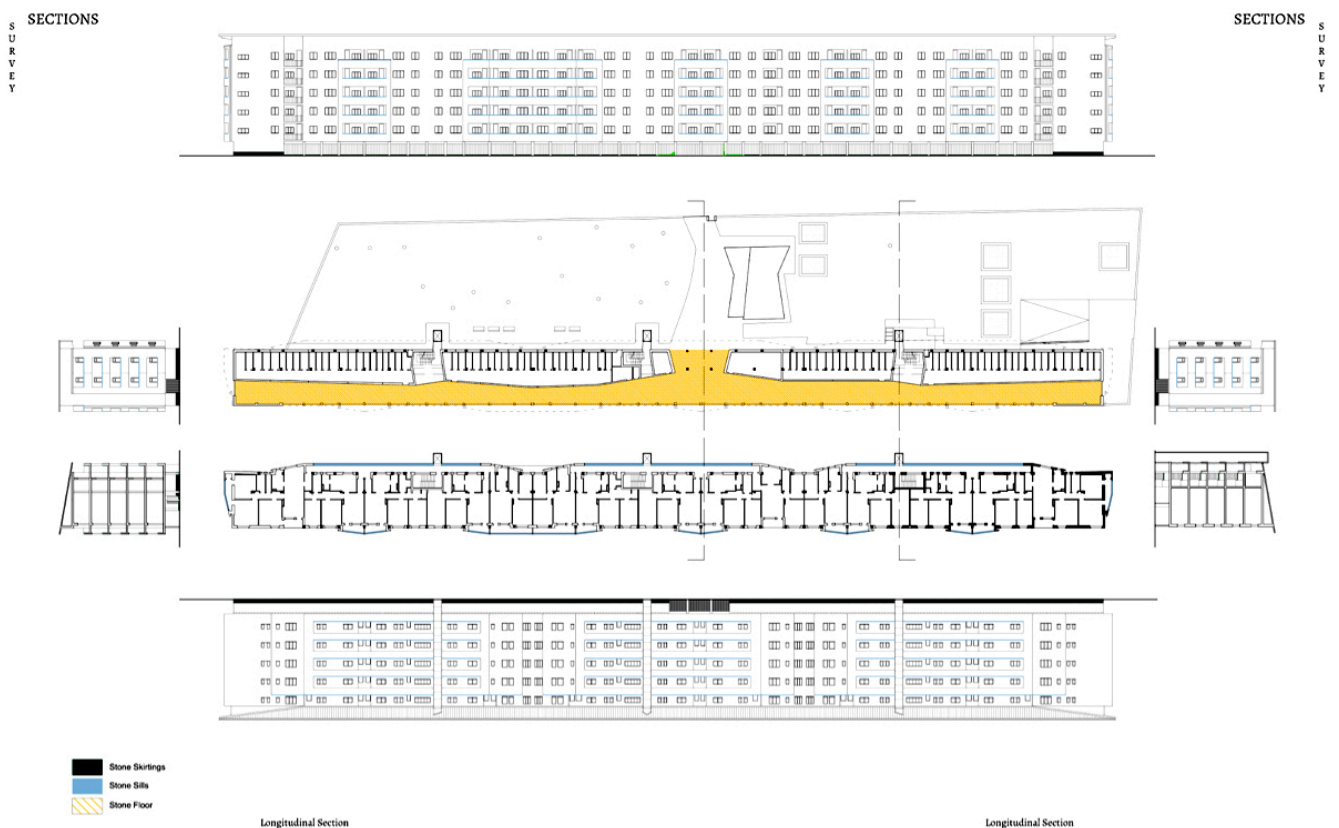 SECTIONS
SURVEY
SECTIONS
SURVEY
Stone Skirtings
Stone Sills
Stone Floor
Longitudinal Section
Longitudinal Section